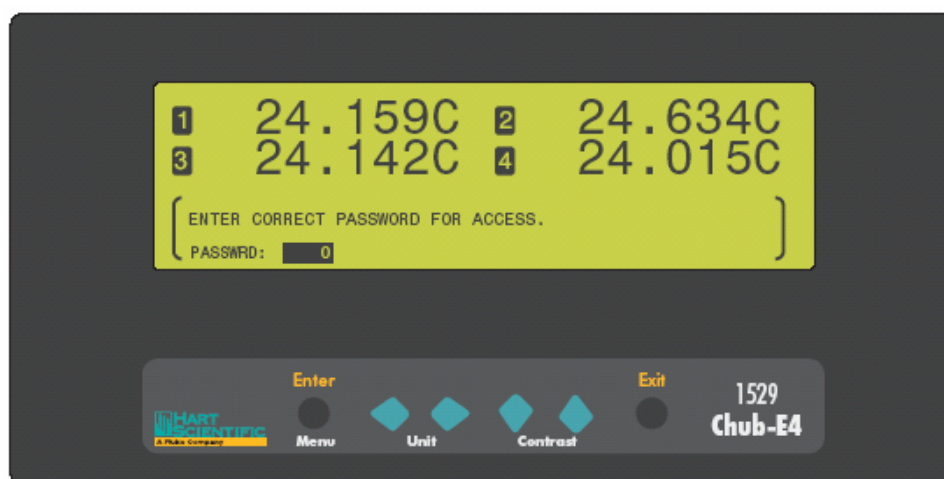 1 24.159C 2 24.634C
3 24.142C 4 24.015C
ENTER CORRECT PASSWORD FOR ACCESS.
PASSWRD: 0
Enter Exit
HART
SCIENTIFIC
A Fluke Company
Menu Unit Contrast
1529
Chub-E4